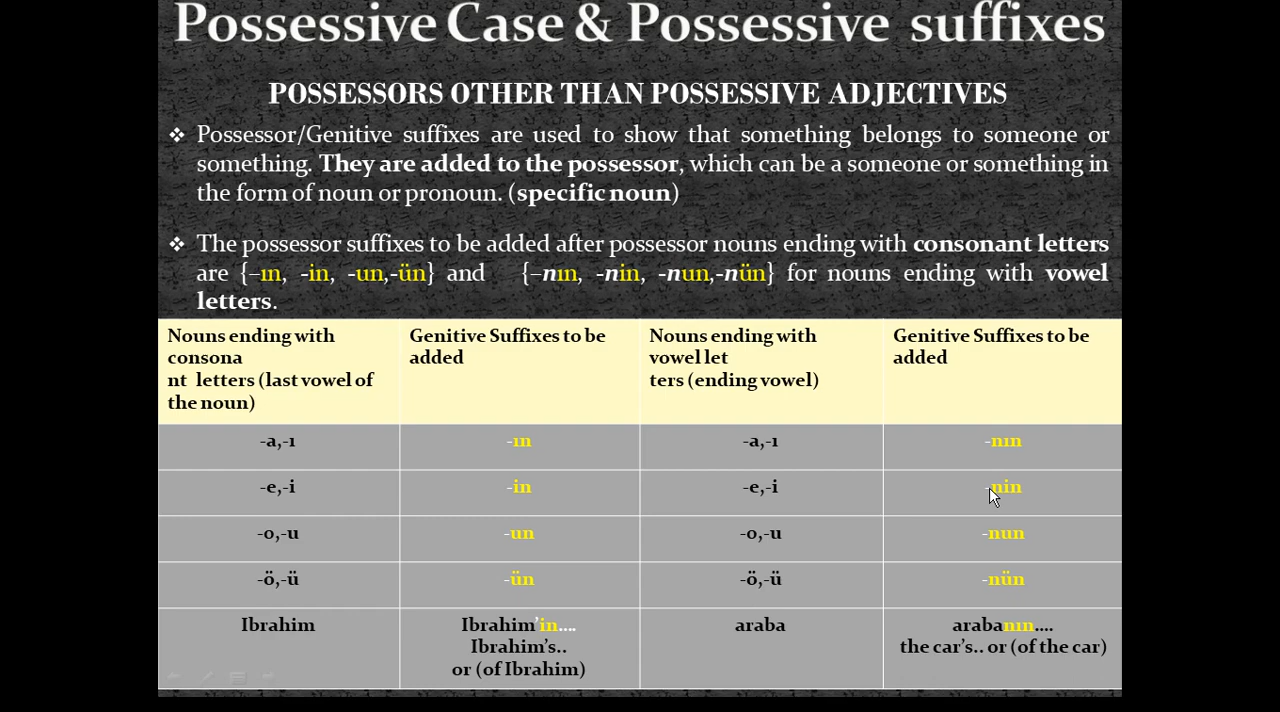 Possessive Case & Possessive suffixes
POSSESSORS OTHER THAN POSSESSIVE ADJECTIVES
❖ Possessor/Genitive suffixes are used to show that something belongs to someone or
something. They are added to the possessor, which can be a someone or something in
the form of noun or pronoun. (specific noun)
❖ The possessor suffixes to be added after possessor nouns ending with consonant letters
are {–ın, -in, -un,-ün} and {–nın, -nin, -nun,-nün} for nouns ending with vowel
letters.
Nouns ending with
consona
nt letters (last vowel of
the noun)
Genitive Suffixes to be
added
Nouns ending with
vowel let
ters (ending vowel)
Genitive Suffixes to be
added
-a,-ı
-ın
-a,-ı
-nın
-e,-i
-in
-e,-i
-nin
-o,-u
-un
-o,-u
-nun
-ö,-ü
-ün
-ö,-ü
-nün
Ibrahim
Ibrahim'in....
Ibrahim's..
or (of Ibrahim)
araba
arabanın....
the car's.. or (of the car)